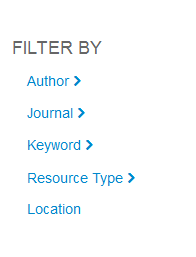 FILTER BY
Author
Journal
Keyword
Resource Type
Location